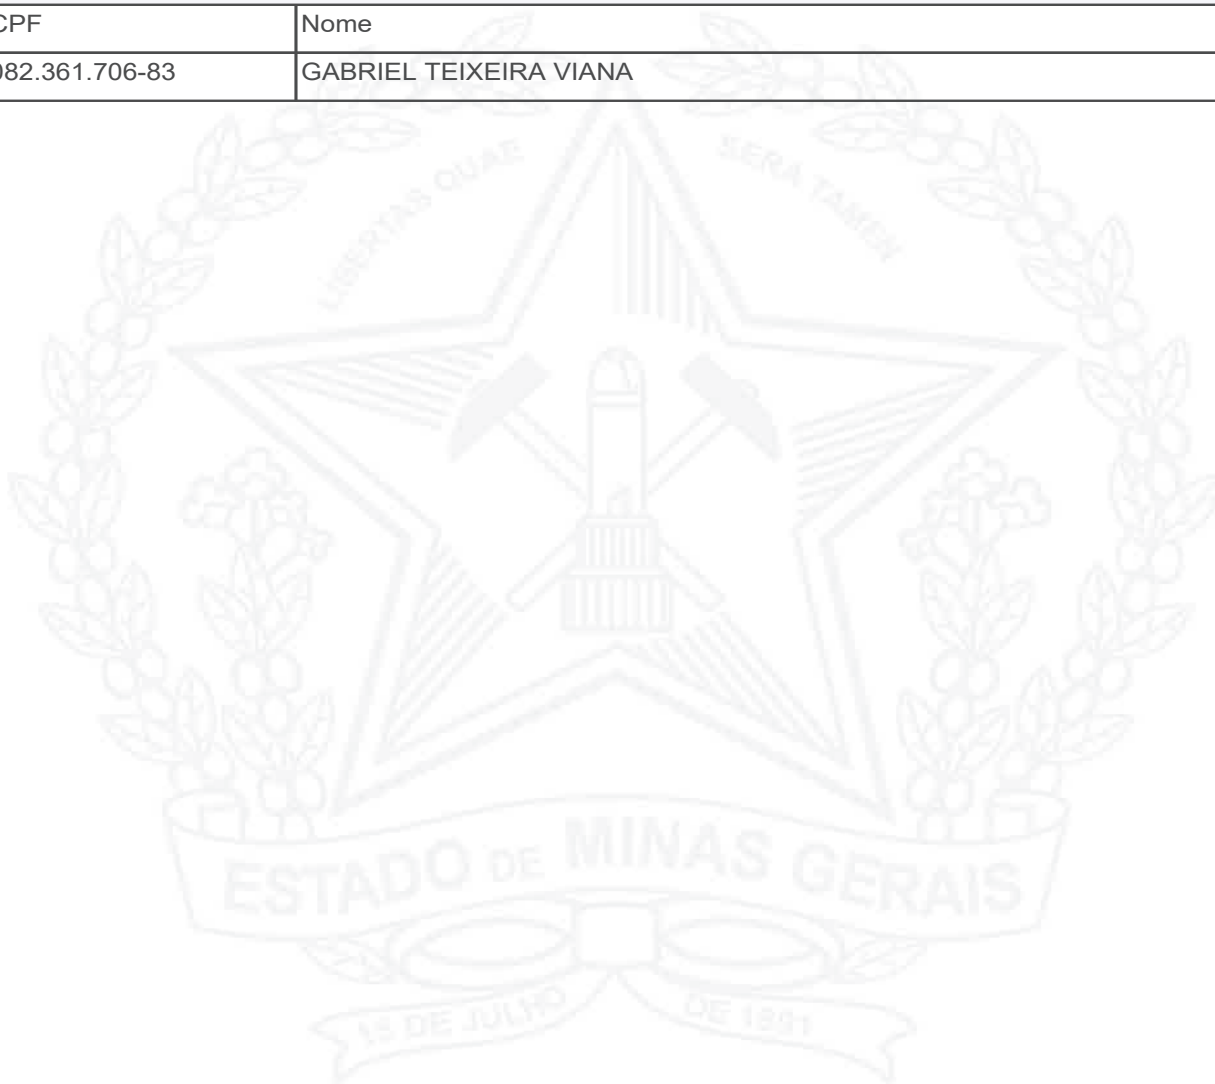 CPF Nome
082.361.706-83 GABRIEL TEIXEIRA VIANA
LIBERTAS QUAE SERA TAMEN
ESTADO DE MINAS GERAIS
15 DE JULHO DE 1891